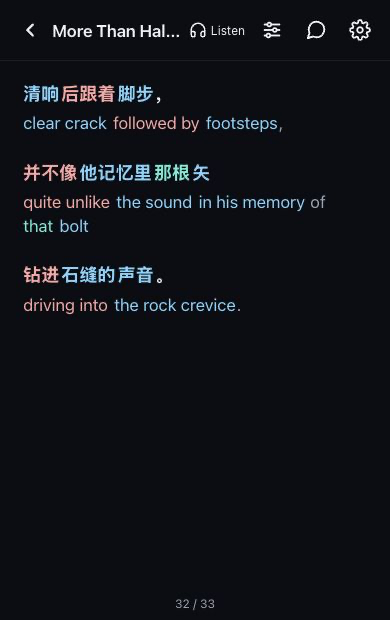 More Than Hal... Listen
清响后跟着脚步，
clear crack followed by footsteps,
并不像他记忆里那根矢
quite unlike the sound in his memory of
that bolt
钻进石缝的声音。
driving into the rock crevice.
32 / 33